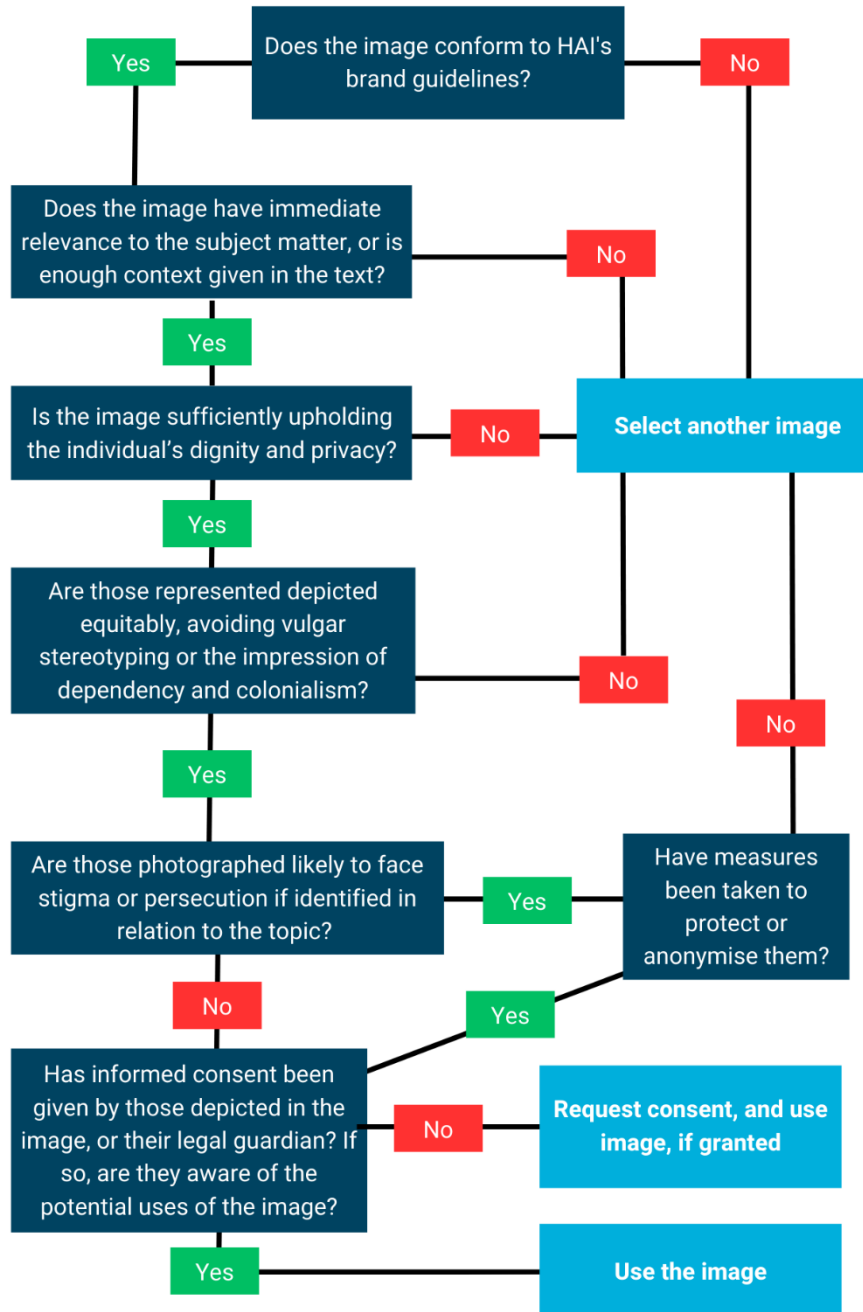 Does the image conform to HAI's
brand guidelines?
Yes
No
Does the image have immediate
relevance to the subject matter, or is
enough context given in the text?
No
Yes
Is the image sufficiently upholding
the individual’s dignity and privacy?
No
Select another image
Yes
Are those represented depicted
equitably, avoiding vulgar
stereotyping or the impression of
dependency and colonialism?
No
No
Yes
Are those photographed likely to face
stigma or persecution if identified in
relation to the topic?
Yes
Have measures
been taken to
protect or
anonymise them?
No
Yes
Has informed consent been
given by those depicted in the
image, or their legal guardian? If
so, are they aware of the
potential uses of the image?
No
Request consent, and use
image, if granted
Yes
Use the image